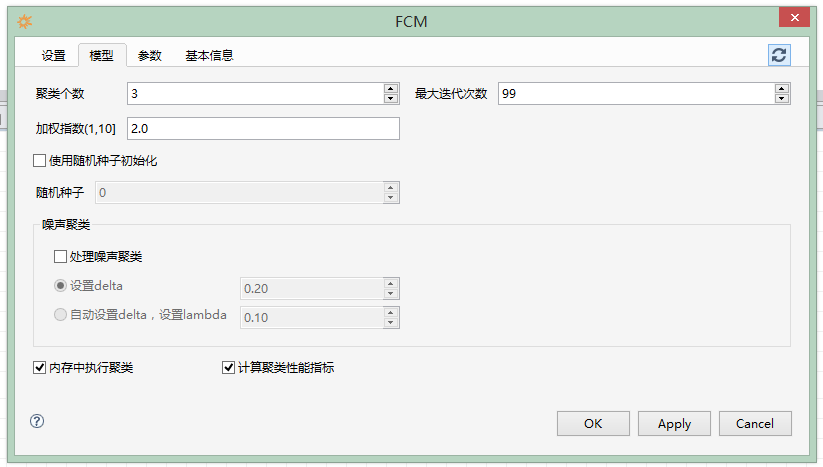 FCM
设置 模型 参数 基本信息
聚类个数 3 最大迭代次数 99
加权指数(1,10] 2.0
使用随机种子初始化
随机种子 0
噪声聚类
处理噪声聚类
设置delta 0.20
自动设置delta，设置lambda 0.10
内存中执行聚类 计算聚类性能指标
OK Apply Cancel